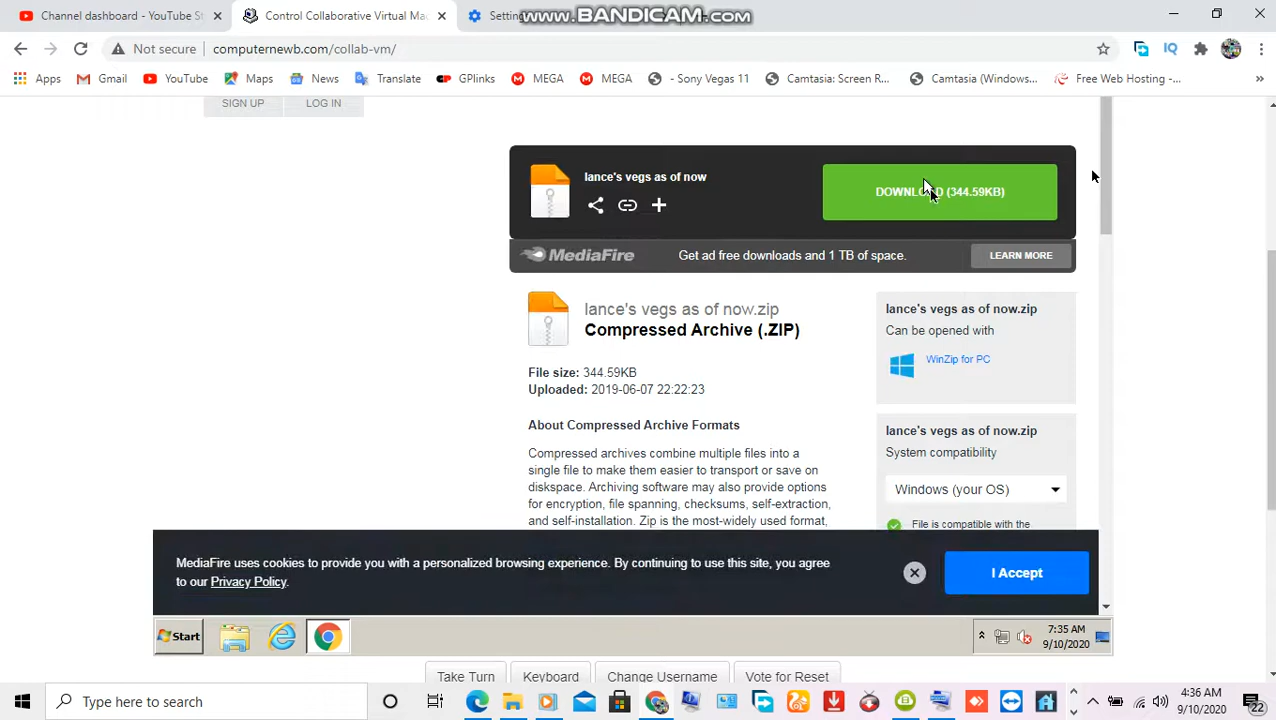 WWW.BANDICAM.COM
Channel dashboard - YouTube St
Control Collaborative Virtual Mac
Setting
Not secure computernewb.com/collab-vm/
Apps Gmail YouTube Maps News Translate GPlinks MEGA MEGA - Sony Vegas 11 Camtasia: Screen R... Camtasia (Windows... Free Web Hosting -... »
SIGN UP LOG IN
lance's vegs as of now
DOWNLOAD (344.59KB)
MediaFire Get ad free downloads and 1 TB of space. LEARN MORE
lance's vegs as of now.zip
Compressed Archive (.ZIP)
File size: 344.59KB
Uploaded: 2019-06-07 22:22:23
About Compressed Archive Formats
Compressed archives combine multiple files into a
single file to make them easier to transport or save on
diskspace. Archiving software may also provide options
for encryption, file spanning, checksums, self-extraction,
and self-installation. Zip is the most-widely used format,
lance's vegs as of now.zip
Can be opened with
WinZip for PC
lance's vegs as of now.zip
System compatibility
Windows (your OS)
File is compatible with the
MediaFire uses cookies to provide you with a personalized browsing experience. By continuing to use this site, you agree
to our Privacy Policy.
I Accept
Start
7:35 AM
9/10/2020
Take Turn Keyboard Change Username Vote for Reset
Type here to search
4:36 AM
9/10/2020
22